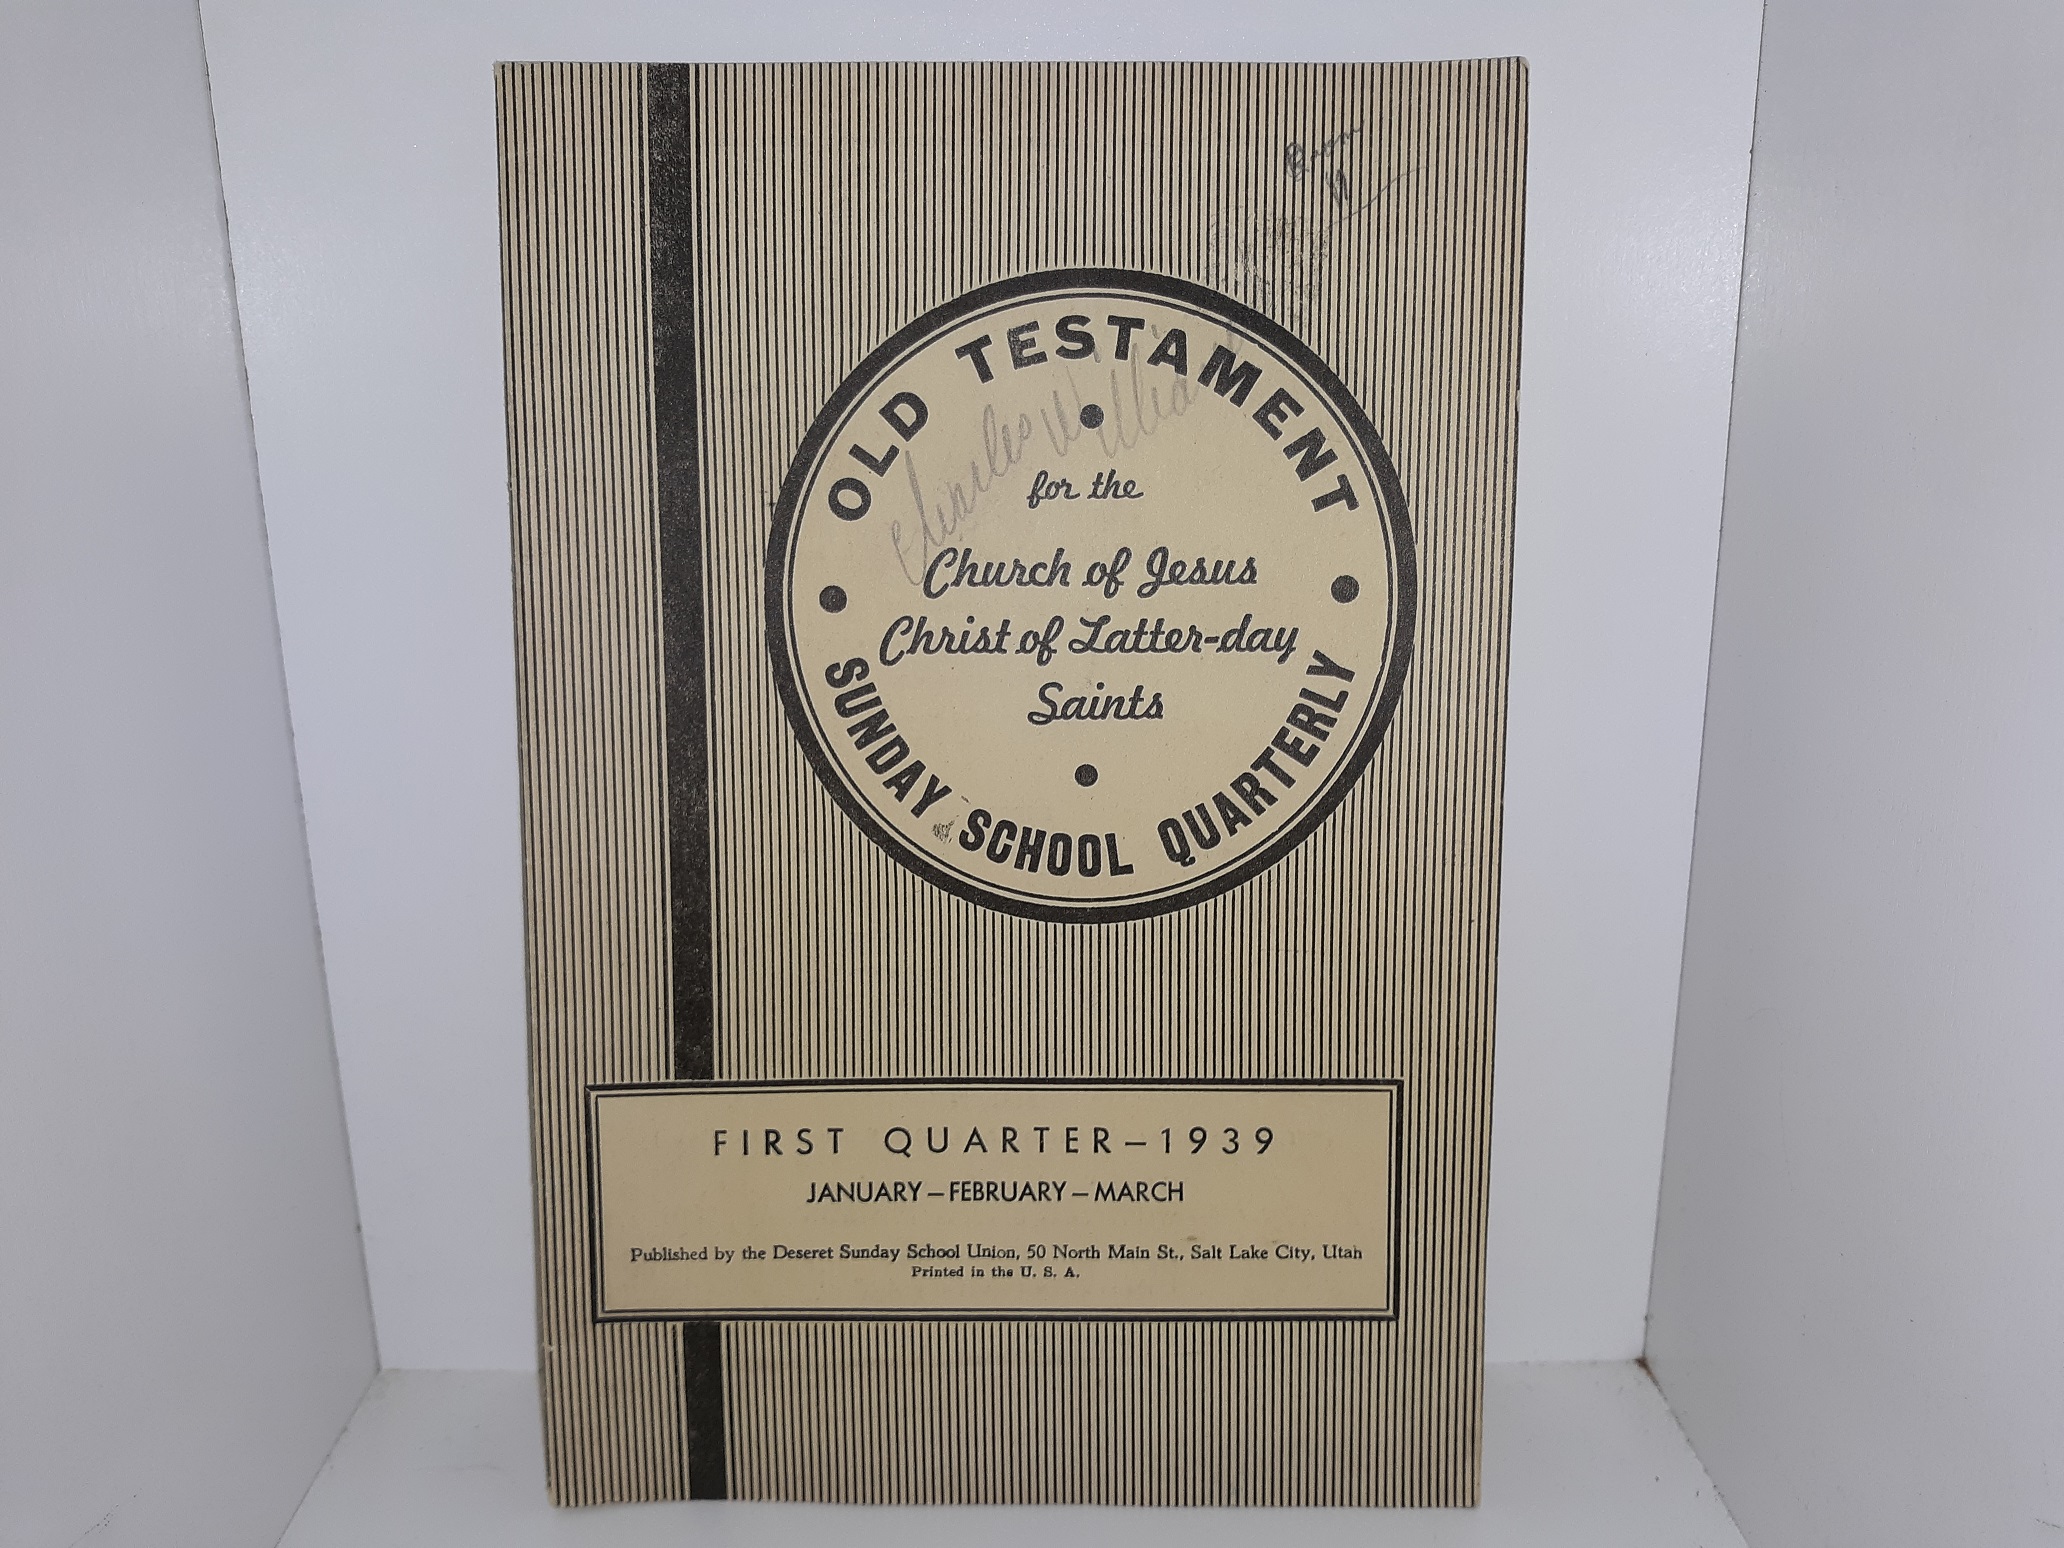 OLD TESTAMENT
for the
Church of Jesus
Christ of Latter-day
Saints
SUNDAY SCHOOL QUARTERLY
Charles
FIRST QUARTER—1939
JANUARY—FEBRUARY—MARCH
Published by the Deseret Sunday School Union, 50 North Main St., Salt Lake City, Utah
Printed in the U. S. A.